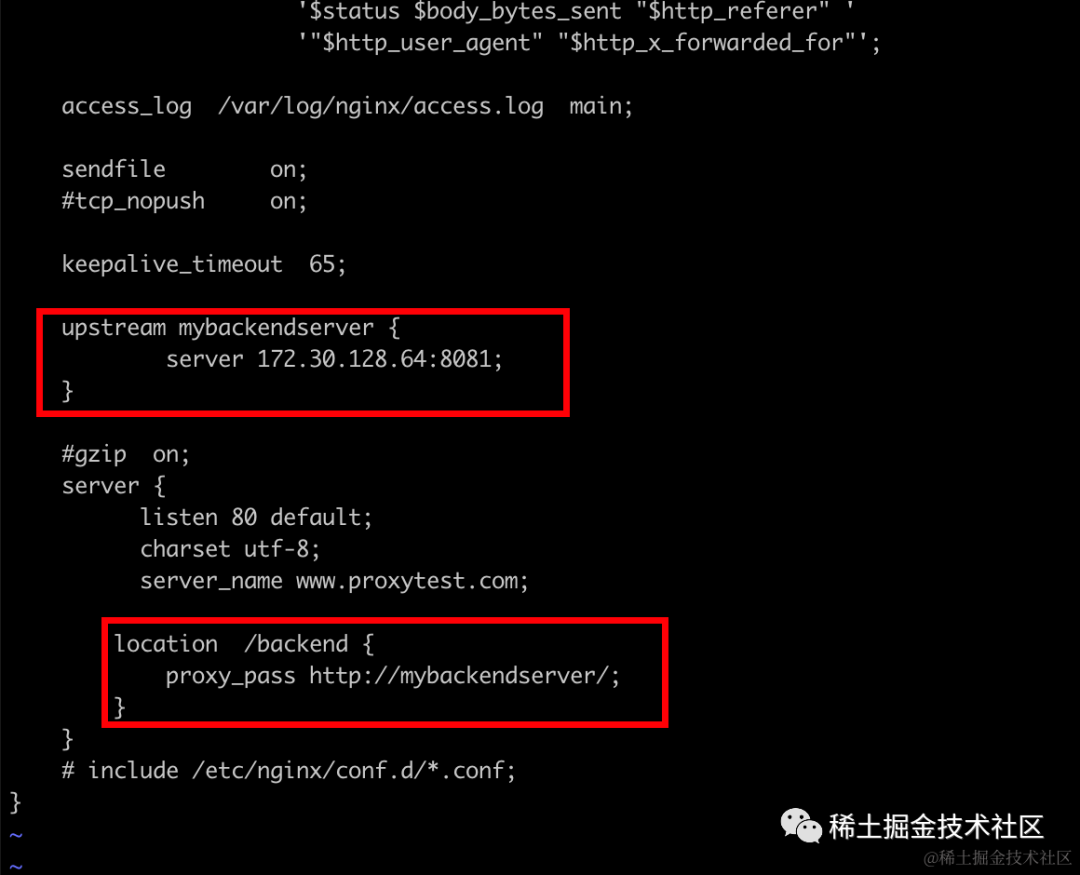 '$status $body_bytes_sent "$http_referer" '
'"$http_user_agent" "$http_x_forwarded_for"';
access_log  /var/log/nginx/access.log  main;
sendfile        on;
#tcp_nopush     on;
keepalive_timeout  65;
upstream mybackendserver {
server 172.30.128.64:8081;
}
#gzip  on;
server {
listen 80 default;
charset utf-8;
server_name www.proxytest.com;
location  /backend {
proxy_pass http://mybackendserver/;
}
}
# include /etc/nginx/conf.d/*.conf;
}
~
~
稀土掘金技术社区
@稀土掘金技术社区